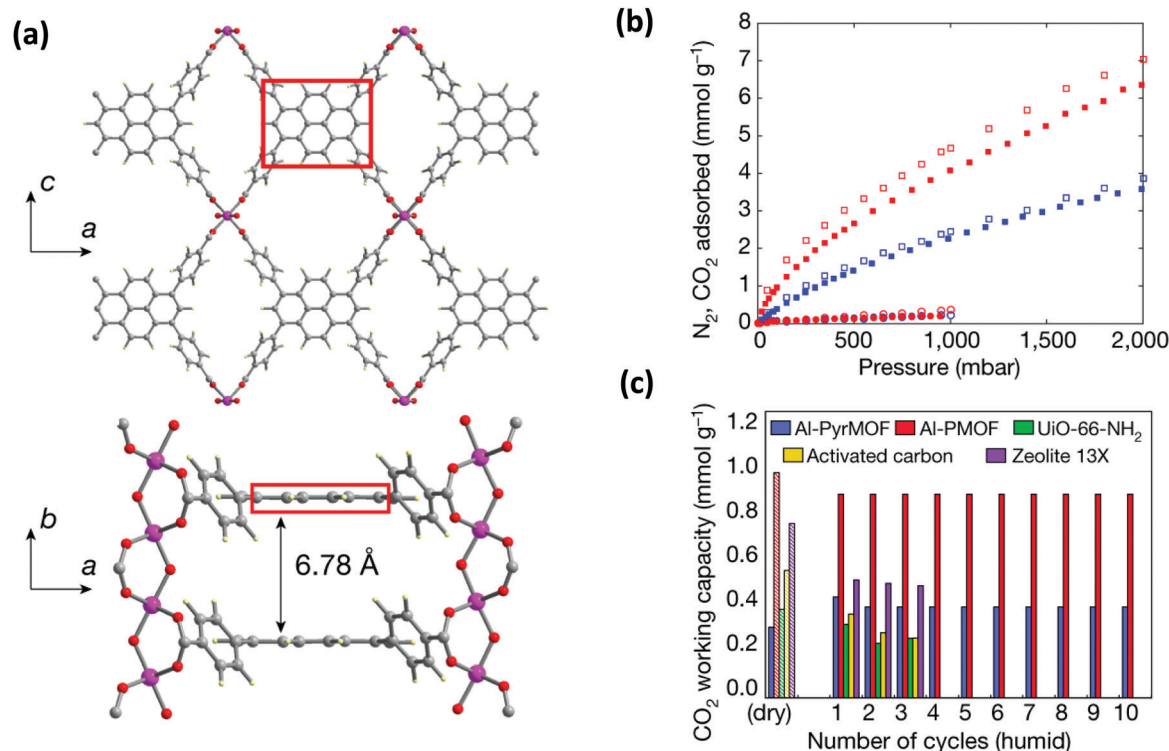 (a)
c
a
b
a
6.78 Å
(b)
N₂, CO₂ adsorbed (mmol g⁻¹)
8
7
6
5
4
3
2
1
0
0 500 1,000 1,500 2,000
Pressure (mbar)
(c)
CO₂ working capacity (mmol g⁻¹)
1.2
1.0
0.8
0.6
0.4
0.2
0.0
Al-PyrMOF Al-PMOF UiO-66-NH₂
Activated carbon Zeolite 13X
(dry) 1 2 3 4 5 6 7 8 9 10
Number of cycles (humid)